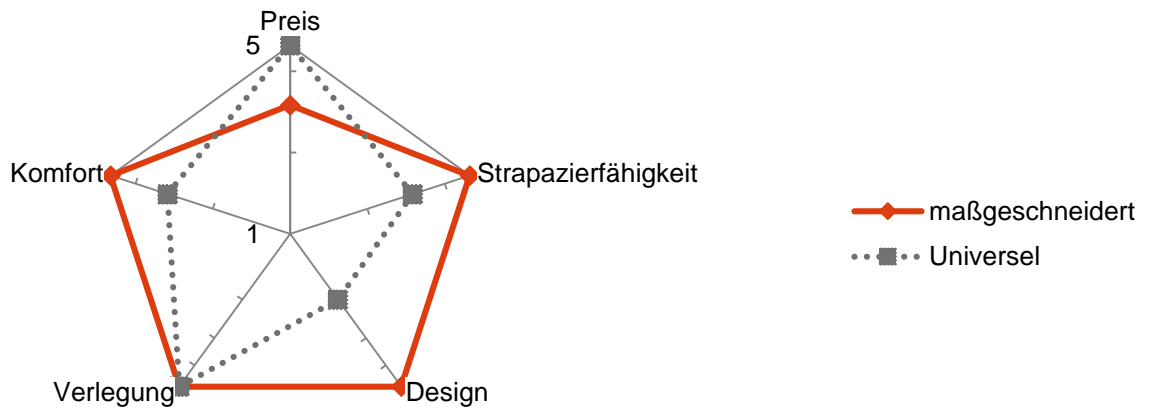 Preis
5
Komfort
Strapazierfähigkeit
1
Verlegung
Design
maßgeschneidert
Universel